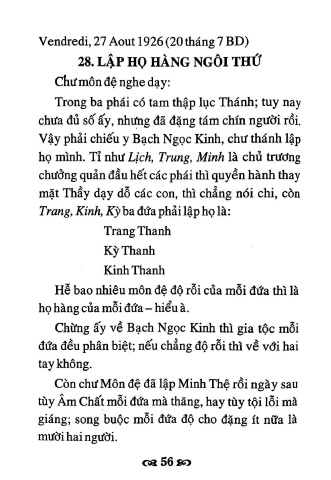 Vendredi, 27 Aout 1926 (20 tháng 7 BD)
28. LẬP HỌ HÀNG NGÔI THỨ
Chư môn đệ nghe dạy:
Trong ba phái có tam thập lục Thánh; tuy nay
chưa đủ số ấy, nhưng đã đặng tám chín người rồi.
Vậy phải chiếu y Bạch Ngọc Kinh, chư thánh lập
họ mình. Tỉ như Lịch, Trung, Minh là chủ trương
chưởng quản đầu hết các phái thì quyền hành thay
mặt Thầy dạy dỗ các con, thì chẳng nói chi, còn
Trang, Kinh, Kỳ ba đứa phải lập họ là:
Trang Thanh
Kỳ Thanh
Kinh Thanh
Hễ bao nhiêu môn đệ độ rỗi của mỗi đứa thì là
họ hàng của mỗi đứa – hiểu à.
Chừng ấy về Bạch Ngọc Kinh thì gia tộc mỗi
đứa đều phân biệt; nếu chẳng độ rỗi thì về với hai
tay không.
Còn chư Môn đệ đã lập Minh Thệ rồi ngày sau
tùy Âm Chất mỗi đứa mà thăng, hay tùy tội lỗi mà
giáng; song buộc mỗi đứa độ cho đặng ít nữa là
mười hai người.
56